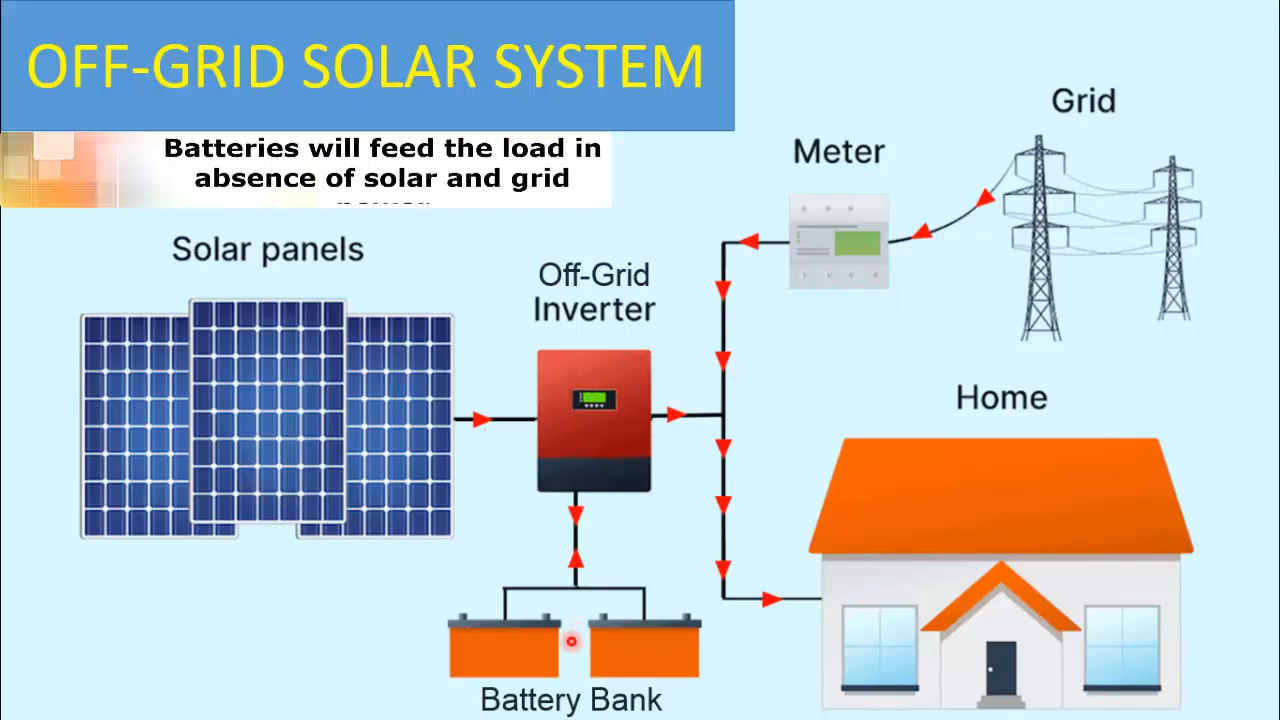 OFF-GRID SOLAR SYSTEM
Batteries will feed the load in
absence of solar and grid
Grid
Meter
Solar panels
Off-Grid
Inverter
Home
Battery Bank